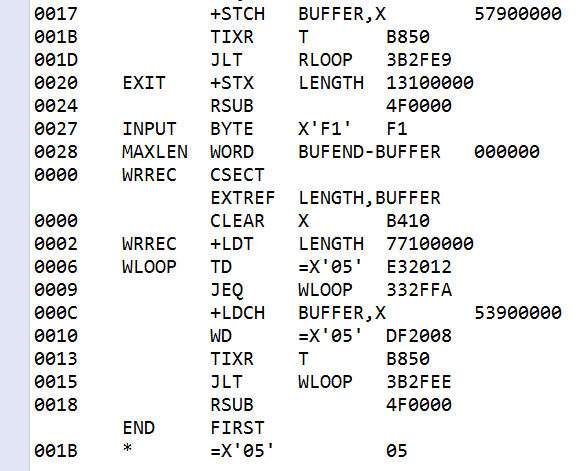 0017 +STCH BUFFER,X 57900000
001B TIXR T B850
001D JLT RLOOP 3B2FE9
0020 EXIT +STX LENGTH 13100000
0024 RSUB 4F0000
0027 INPUT BYTE X'F1' F1
0028 MAXLEN WORD BUFEND-BUFFER 000000
0000 WRREC CSECT
EXTREF LENGTH,BUFFER
0000 CLEAR X B410
0002 WRREC +LDT LENGTH 77100000
0006 WLOOP TD =X'05' E32012
0009 JEQ WLOOP 332FFA
000C +LDCH BUFFER,X 53900000
0010 WD =X'05' DF2008
0013 TIXR T B850
0015 JLT WLOOP 3B2FEE
0018 RSUB 4F0000
END FIRST
001B * =X'05' 05